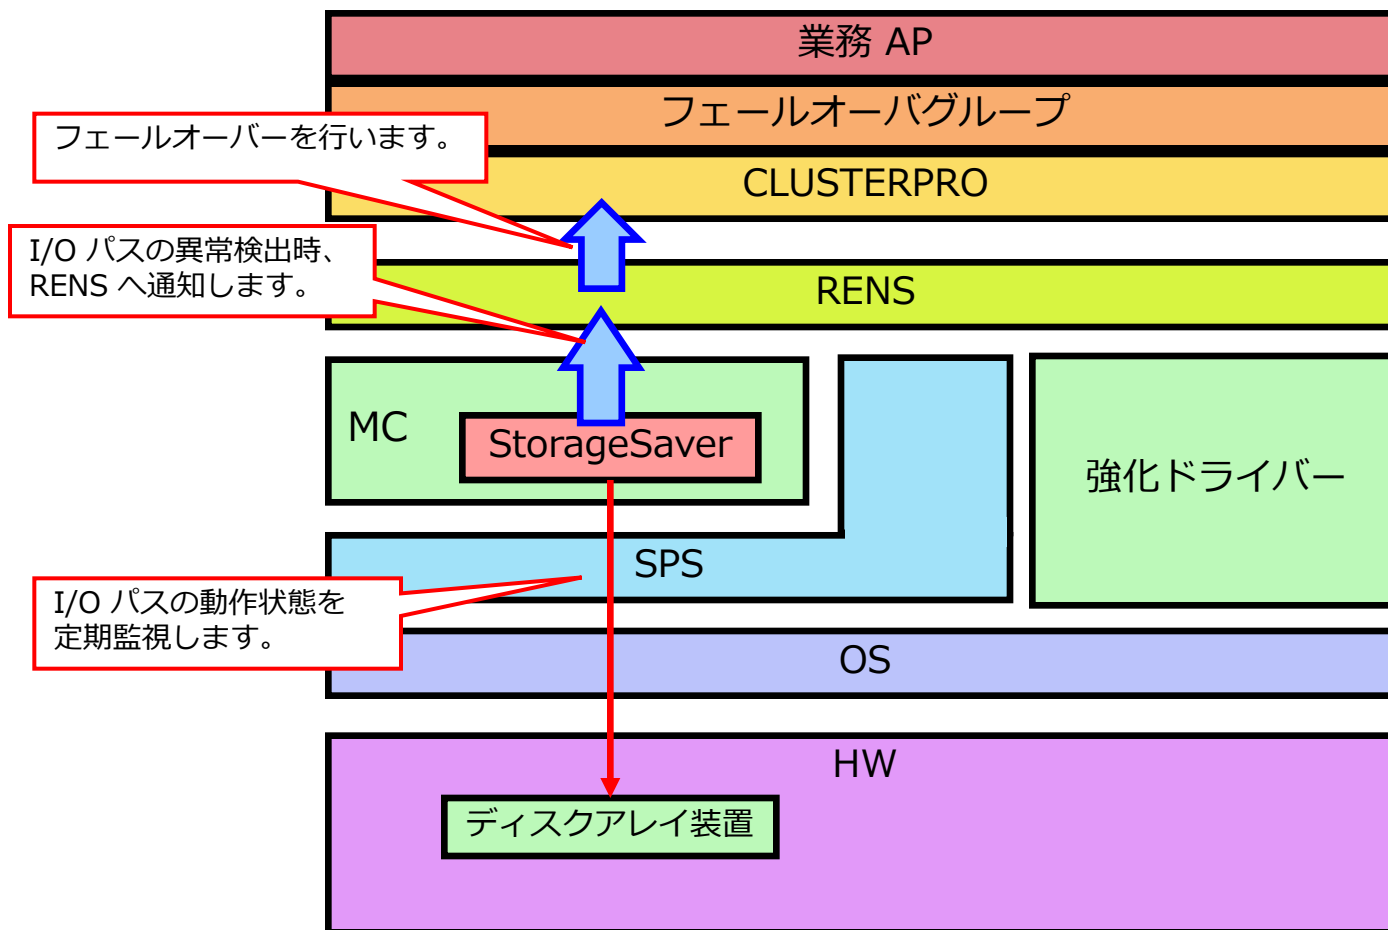 業務 AP
フェールオーバグループ
フェールオーバーを行います。
CLUSTERPRO
I/O パスの異常検出時、
RENS へ通知します。
RENS
MC
StorageSaver
強化ドライバー
SPS
I/O パスの動作状態を
定期監視します。
OS
HW
ディスクアレイ装置